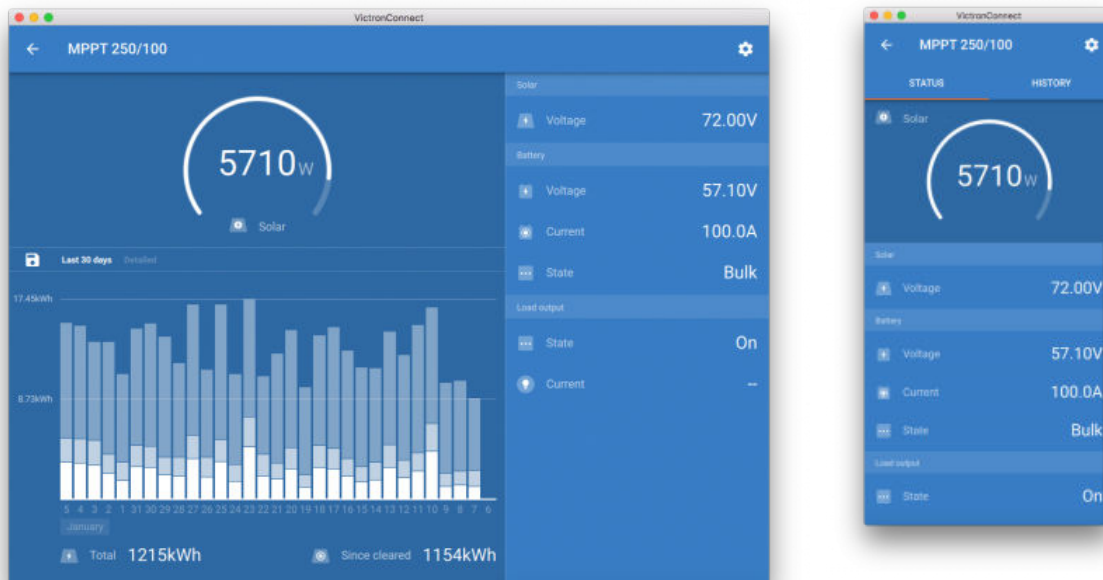 VictronConnect
MPPT 250/100
5710W
Solar
Last 30 days Detailed
17.45kWh
8.73kWh
5 4 3 2 1 31 30 29 28 27 26 25 24 23 22 21 20 19 18 17 16 15 14 13 12 11 10 9 8 7 6
January
Total 1215kWh Since cleared 1154kWh
Solar
Voltage 72.00V
Battery
Voltage 57.10V
Current 100.0A
State Bulk
Load output
State On
Current --
VictronConnect
MPPT 250/100
STATUS HISTORY
Solar
5710W
Solar
Voltage 72.00V
Battery
Voltage 57.10V
Current 100.0A
State Bulk
Load output
State On